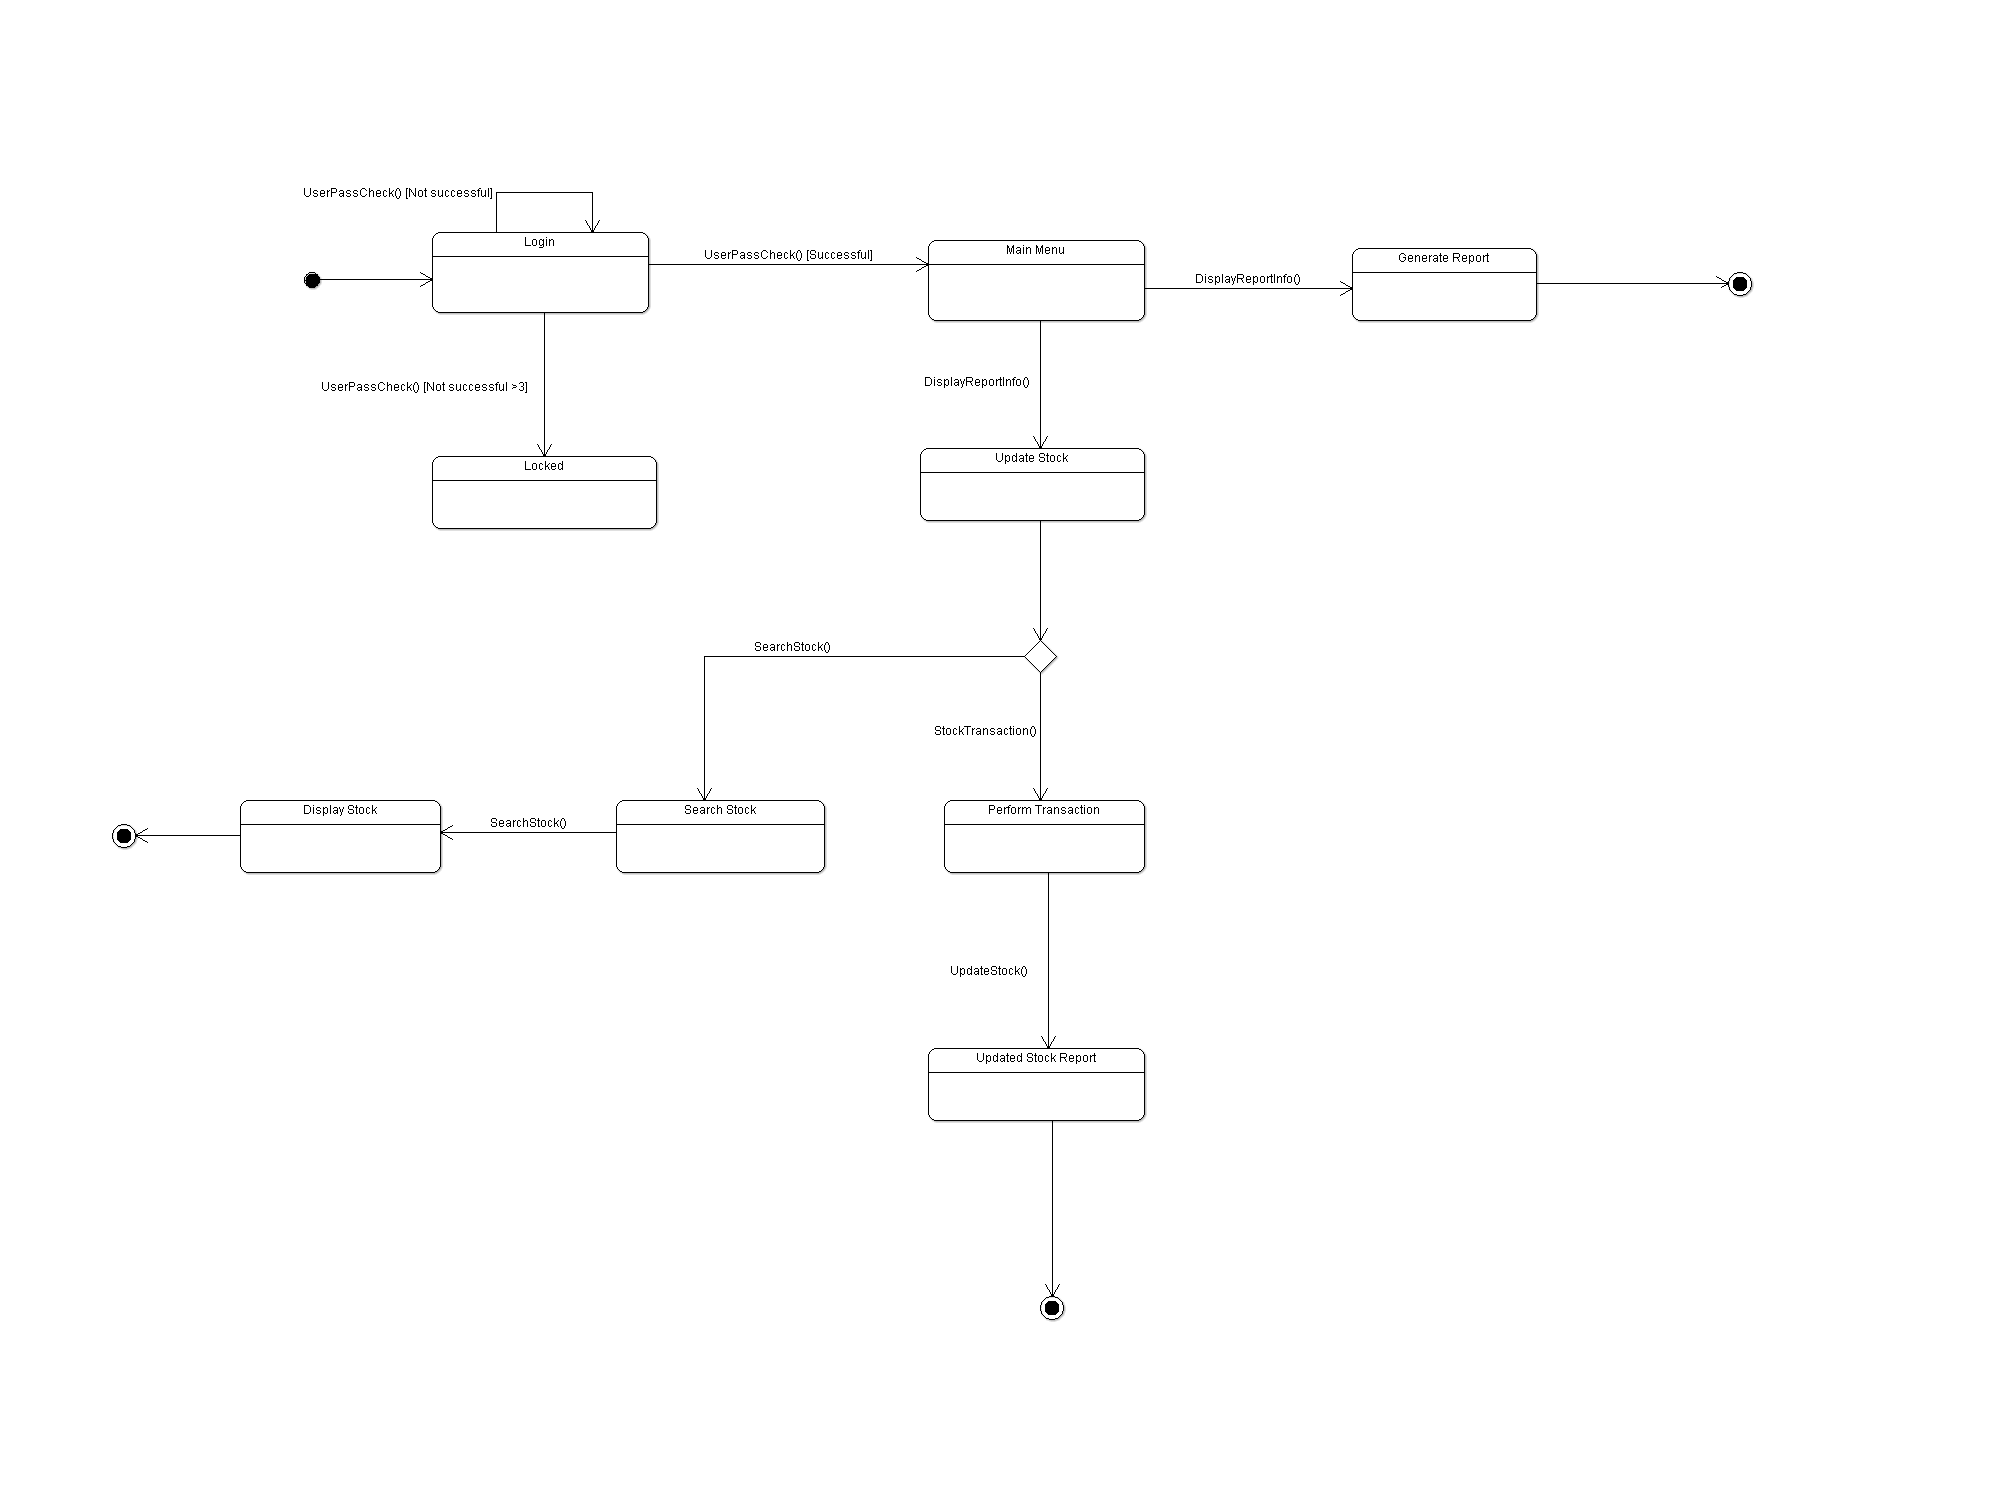 UserPassCheck() [Not successful]
Login
UserPassCheck() [Successful]
Main Menu
Generate Report
DisplayReportInfo()
UserPassCheck() [Not successful >3]
DisplayReportInfo()
Locked
Update Stock
SearchStock()
StockTransaction()
Display Stock
SearchStock()
Search Stock
Perform Transaction
UpdateStock()
Updated Stock Report